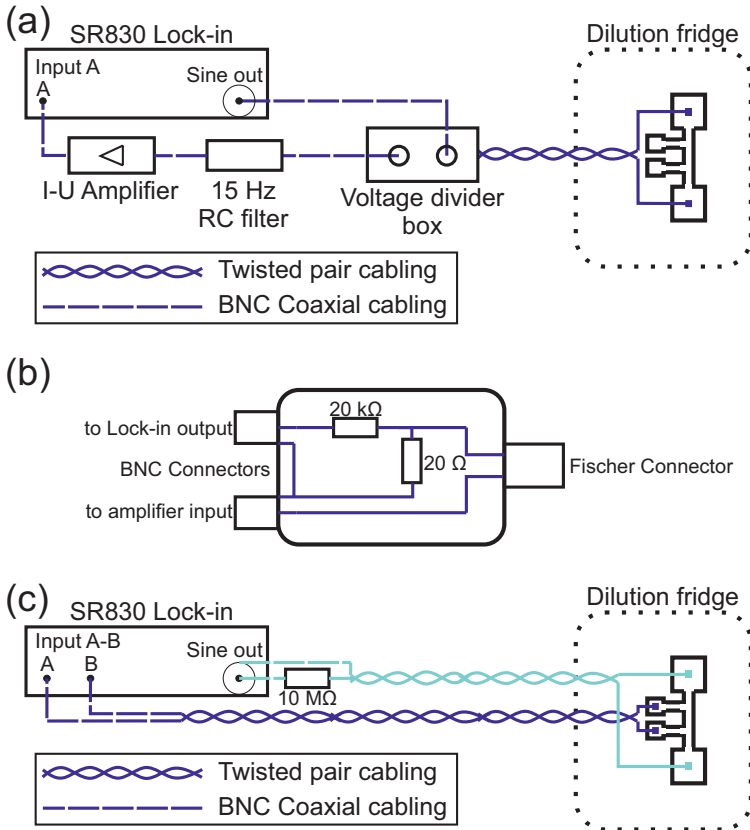 (a)
SR830 Lock-in
Dilution fridge
Input A
A
Sine out
I-U Amplifier
15 Hz
RC filter
Voltage divider
box
Twisted pair cabling
BNC Coaxial cabling
(b)
20 kΩ
to Lock-in output
20 Ω
BNC Connectors
Fischer Connector
to amplifier input
(c)
SR830 Lock-in
Dilution fridge
Input A-B
A
B
Sine out
10 MΩ
Twisted pair cabling
BNC Coaxial cabling